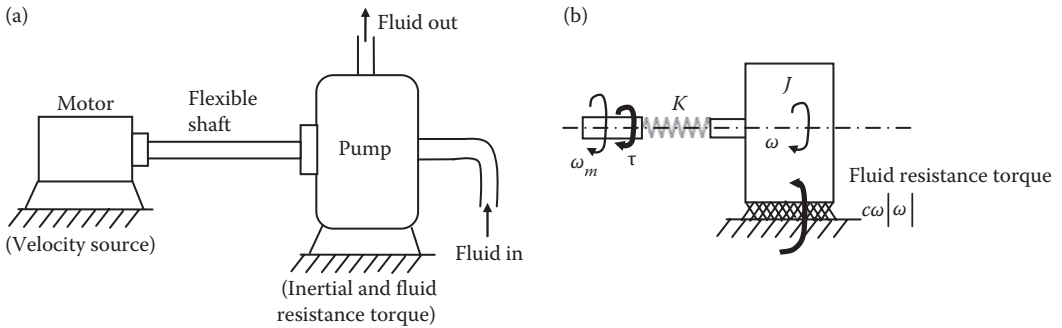 (a)
Fluid out
Motor
Flexible
shaft
Pump
(Velocity source)
Fluid in
(Inertial and fluid
resistance torque)
(b)
J
K
ω
ωₘ
τ
Fluid resistance torque
cω|ω|